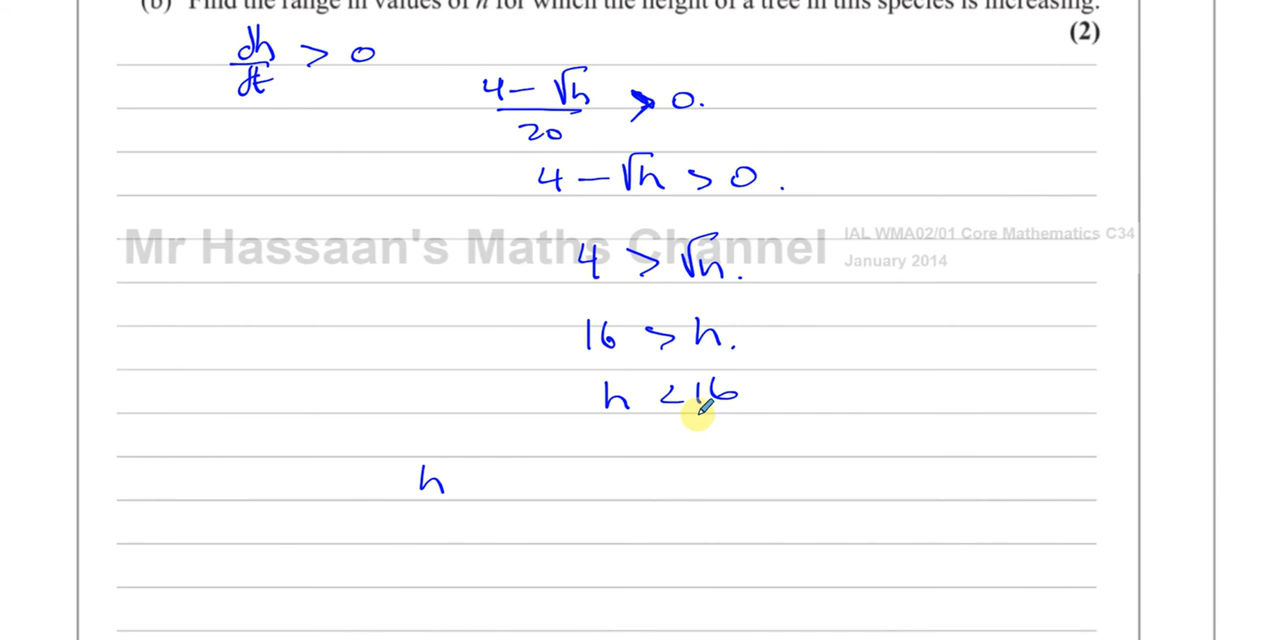 (b) Find the range in values of h for which the height of a tree in this species is increasing.
(2)
dh/dt > 0
4 − √h / 20 > 0.
4 − √h > 0.
4 > √h.
Mr Hassaan's Maths Channel
IAL WMA02/01 Core Mathematics C34
January 2014
16 > h.
h < 16
h